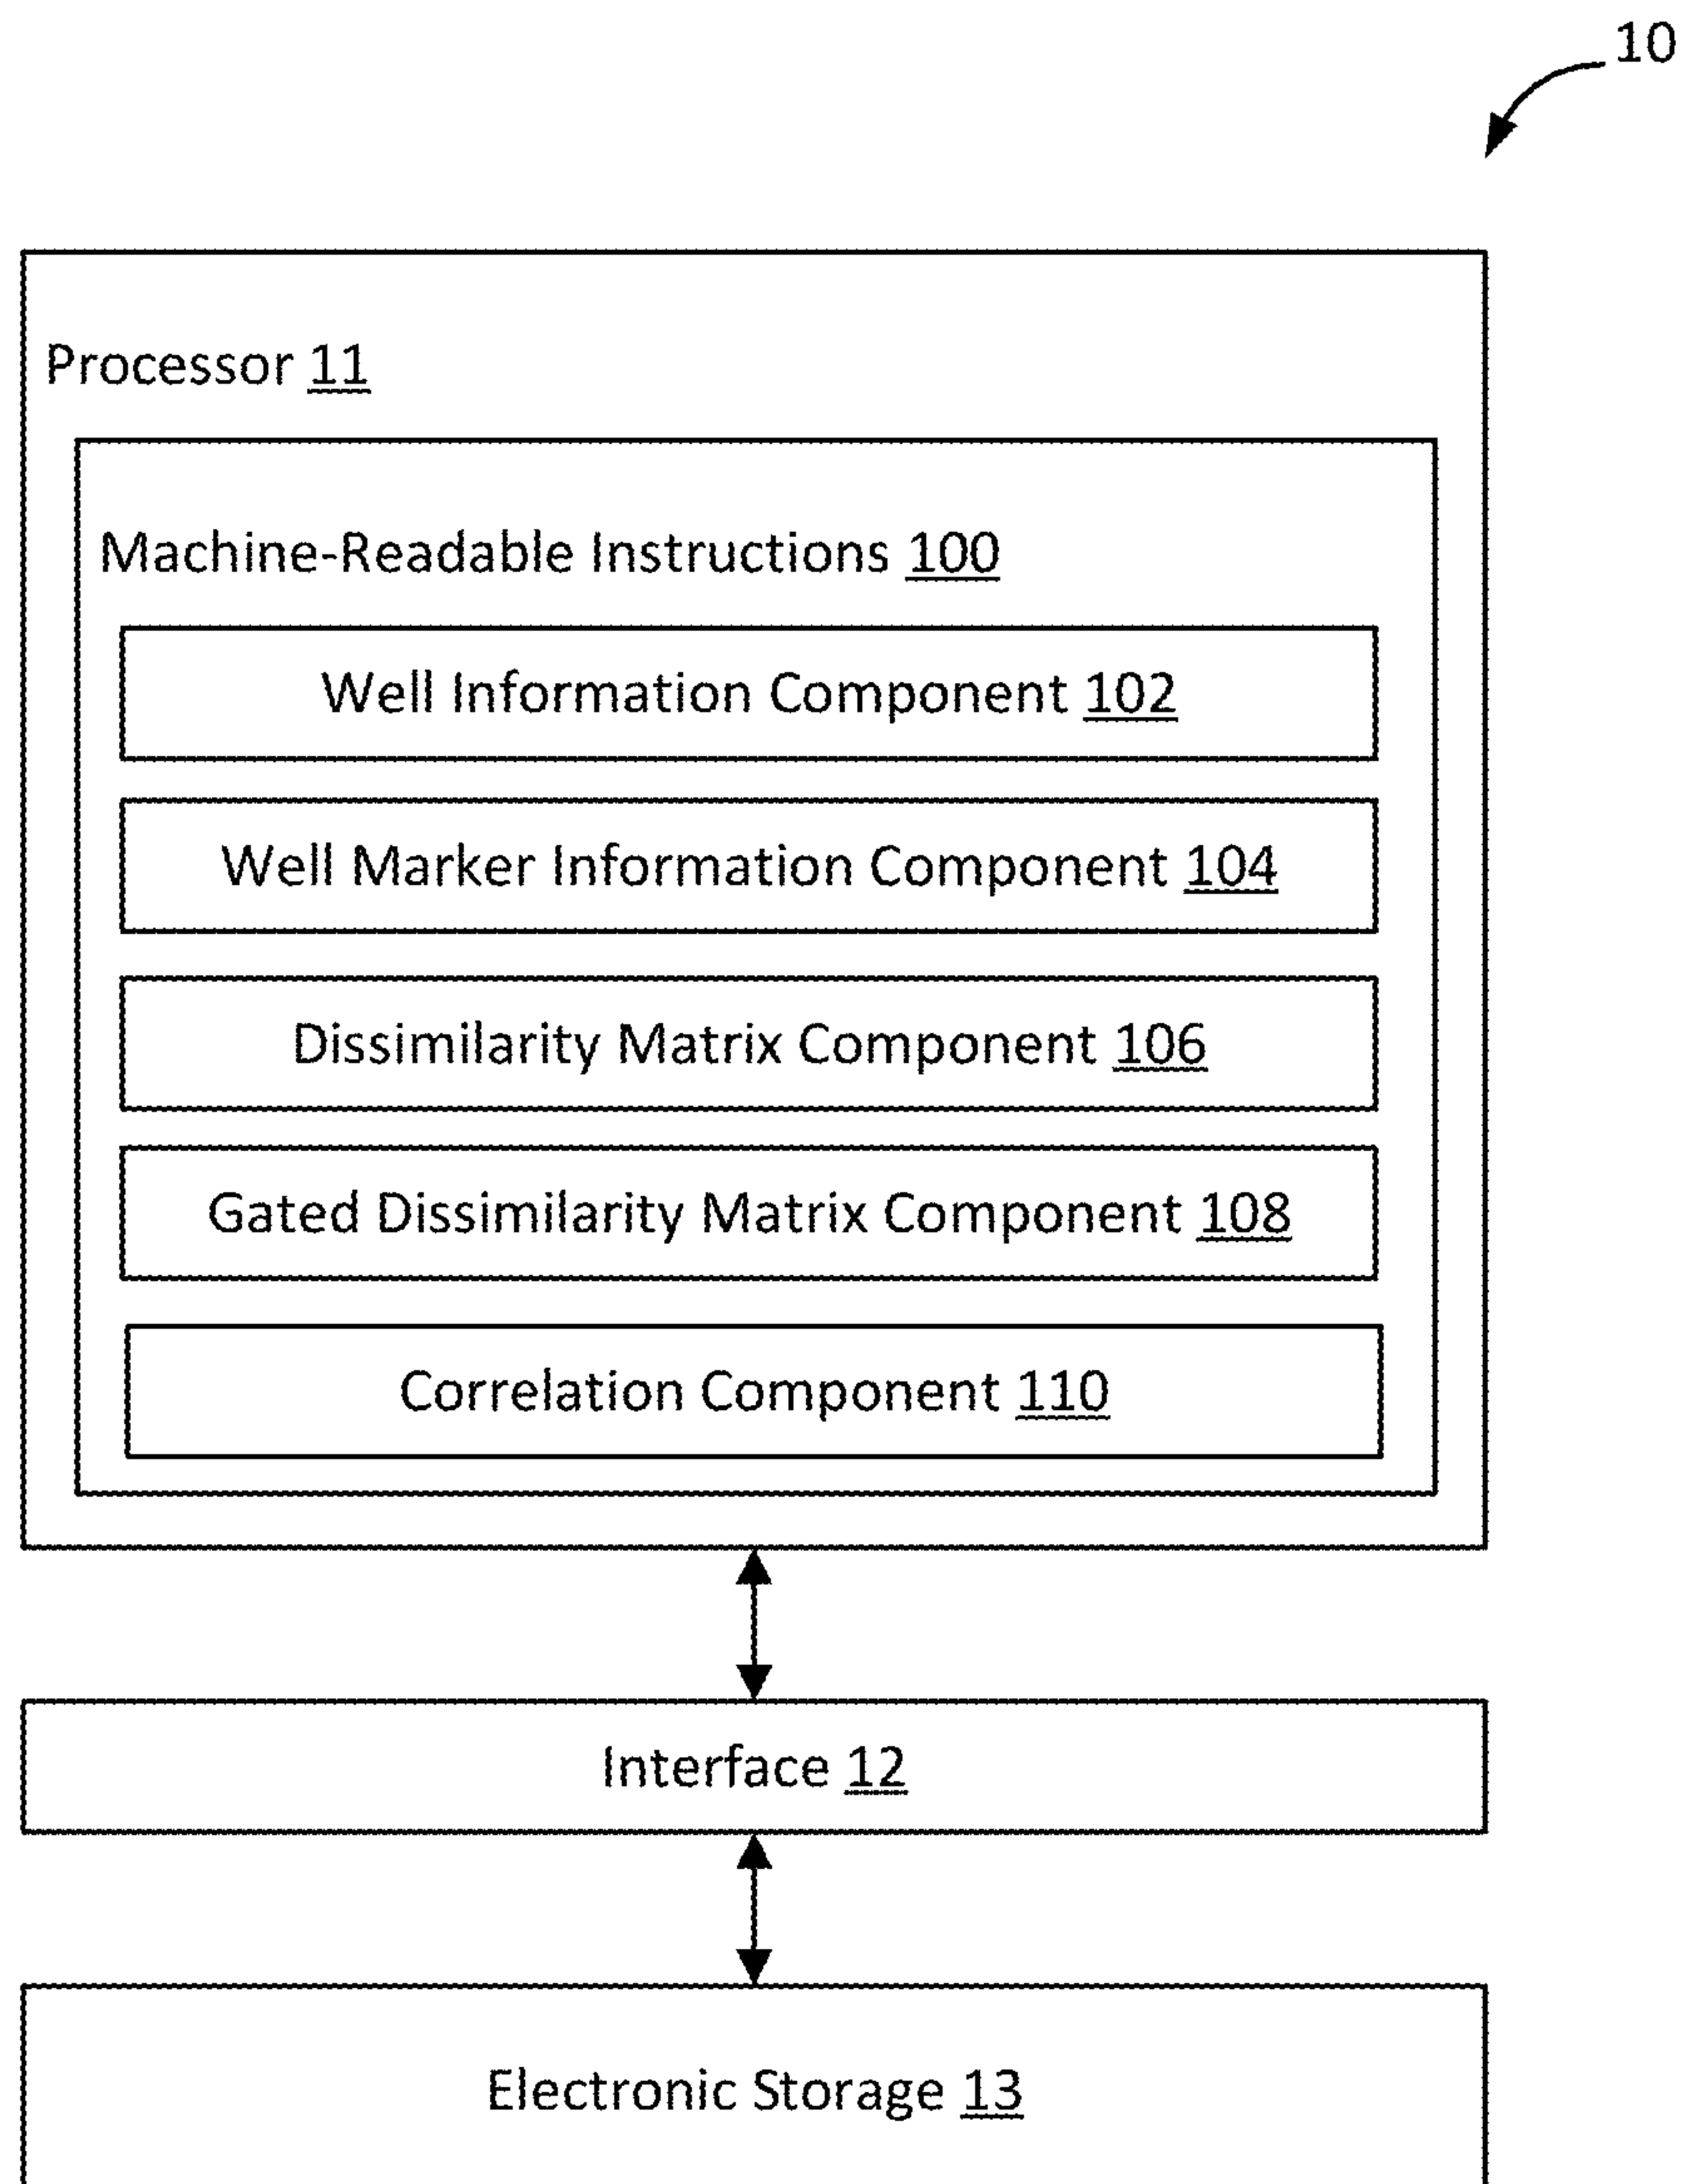 10
Processor 11
Machine-Readable Instructions 100
Well Information Component 102
Well Marker Information Component 104
Dissimilarity Matrix Component 106
Gated Dissimilarity Matrix Component 108
Correlation Component 110
Interface 12
Electronic Storage 13